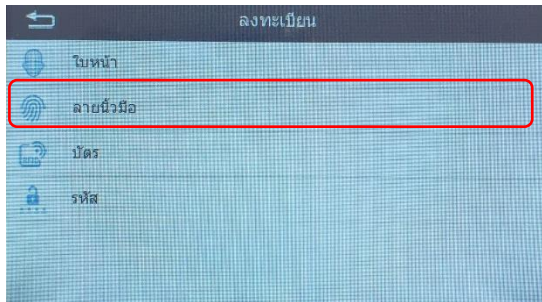 ลงทะเบียน
ใบหน้า
ลายนิ้วมือ
บัตร
รหัส